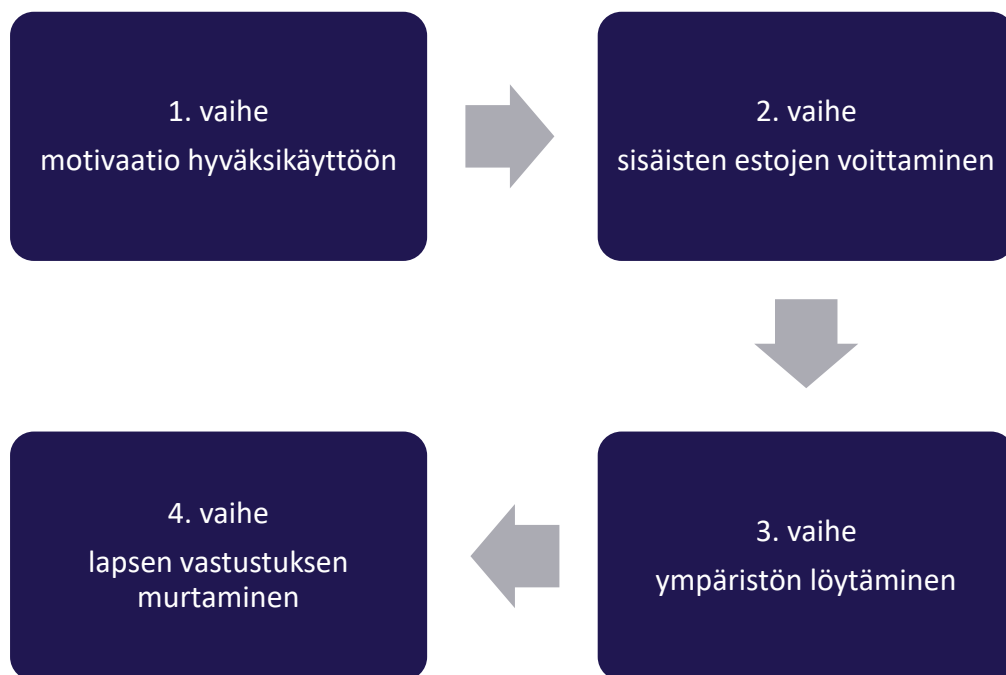 1. vaihe
motivaatio hyväksikäyttöön
2. vaihe
sisäisten estojen voittaminen
3. vaihe
ympäristön löytäminen
4. vaihe
lapsen vastustuksen
murtaminen